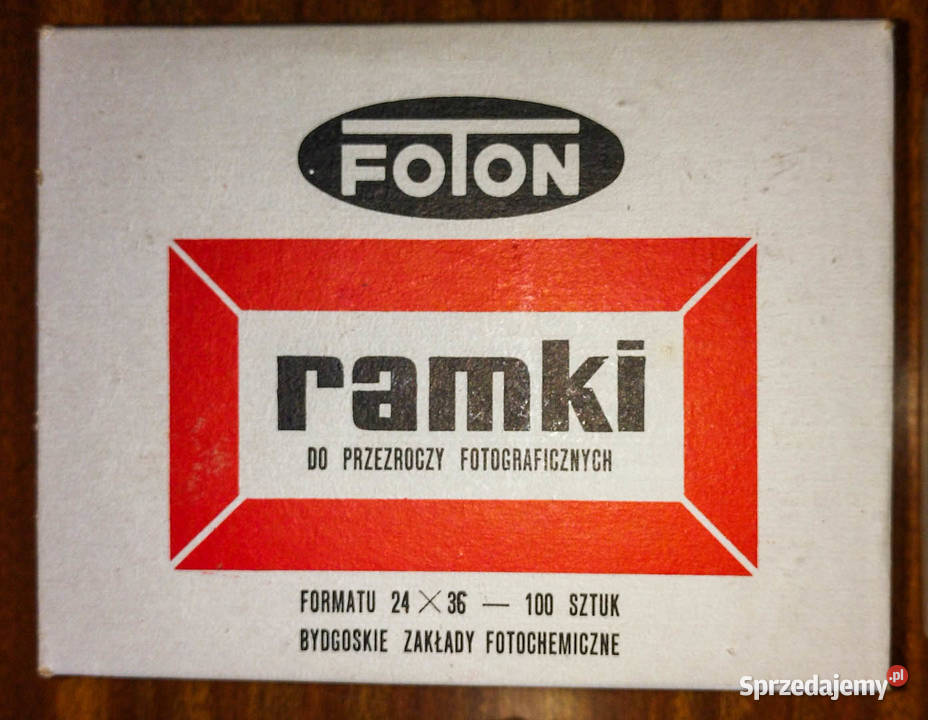 FOTON
ramki
DO PRZEZROCZY FOTOGRAFICZNYCH
FORMATU 24 × 36 — 100 SZTUK
BYDGOSKIE ZAKŁADY FOTOCHEMICZNE
Sprzedajemy.pl